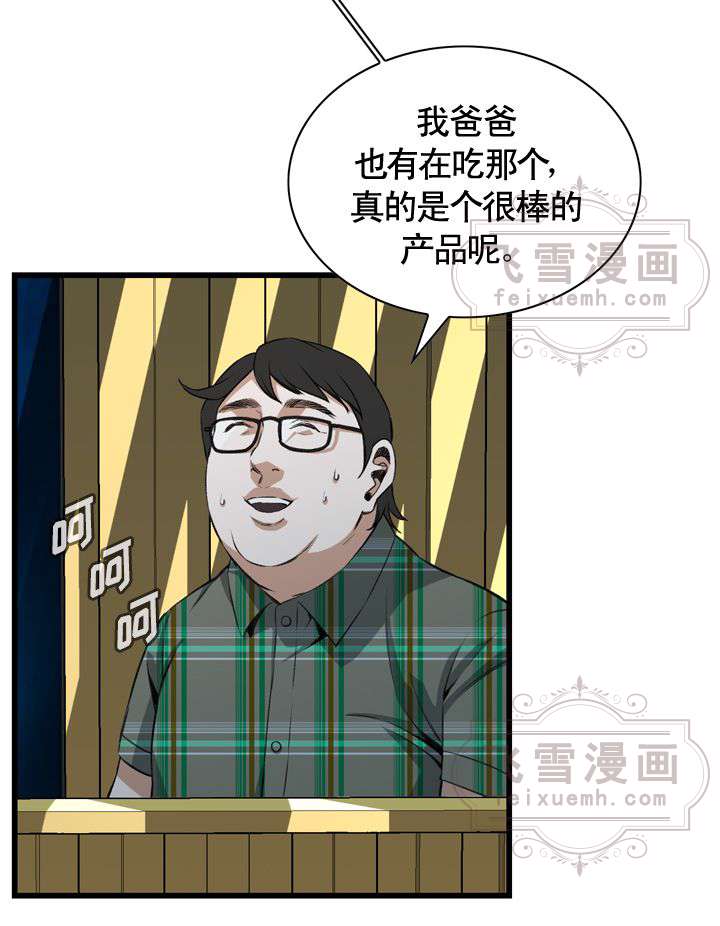 我爸爸
也有在吃那个，
真的是个很棒的
产品呢。
飞雪漫画
feixuemh.com
呵
呵
呵
飞雪漫画
feixuemh.com